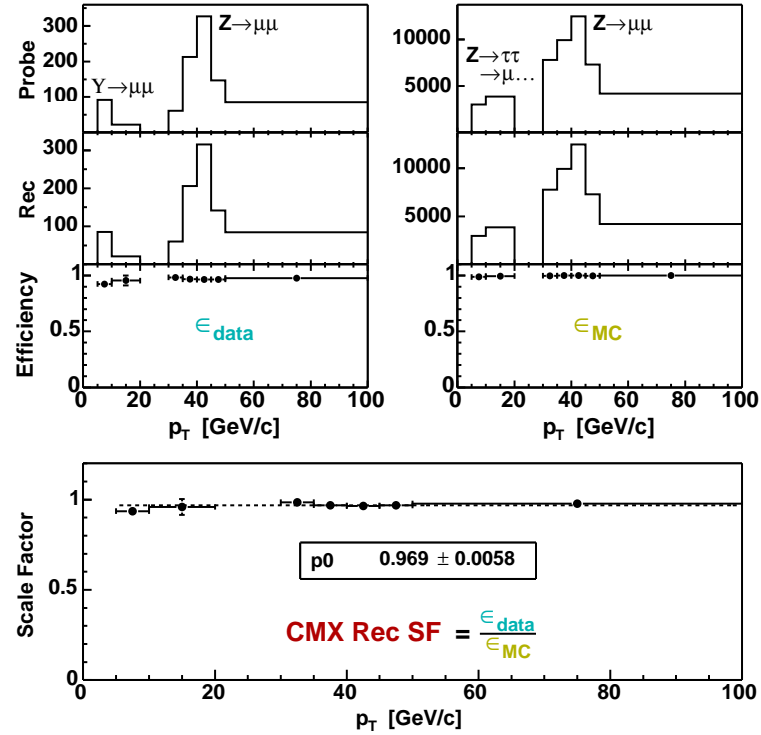 Probe
300
200
100
Υ→μμ
Z→μμ
10000
5000
Z→ττ
→μ...
Z→μμ
Rec
300
200
100
10000
5000
Efficiency
1
0.5
0
∈data
1
0.5
0
∈MC
0 20 40 60 80 100
pT [GeV/c]
0 20 40 60 80 100
pT [GeV/c]
Scale Factor
1
0.5
0
p0 0.969 ± 0.0058
CMX Rec SF = ∈data
∈MC
0 20 40 60 80 100
pT [GeV/c]